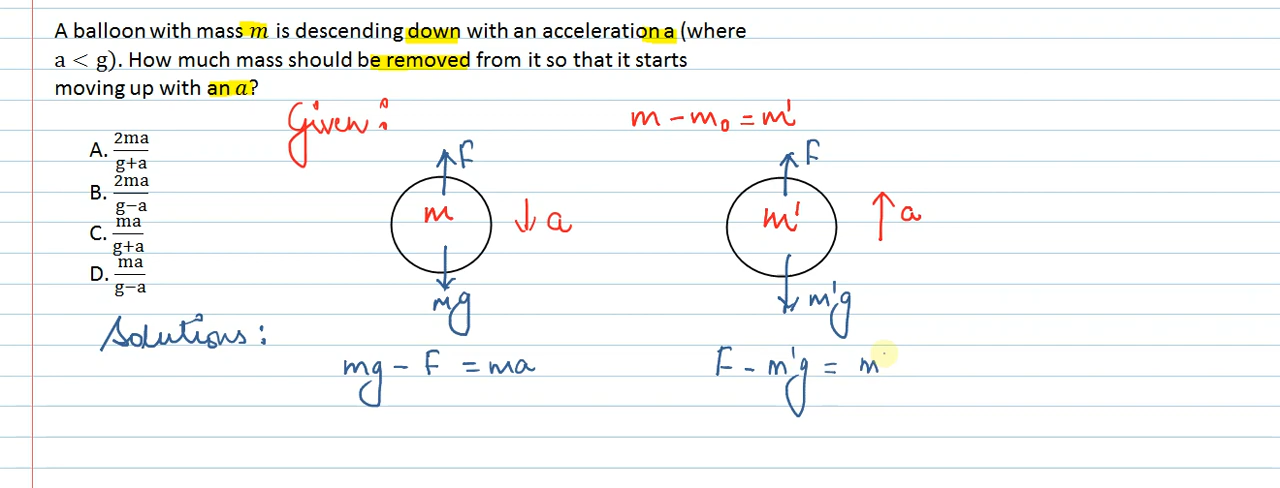 A balloon with mass m is descending down with an acceleration a (where
a < g). How much mass should be removed from it so that it starts
moving up with an a?
Given :
m - m₀ = m'
A. 2ma/g+a
B. 2ma/g−a
C. ma/g+a
D. ma/g−a
F
F
m
↓ a
m'
↑ a
mg
m'g
Solutions :
mg - F = ma
F - m'g = m'